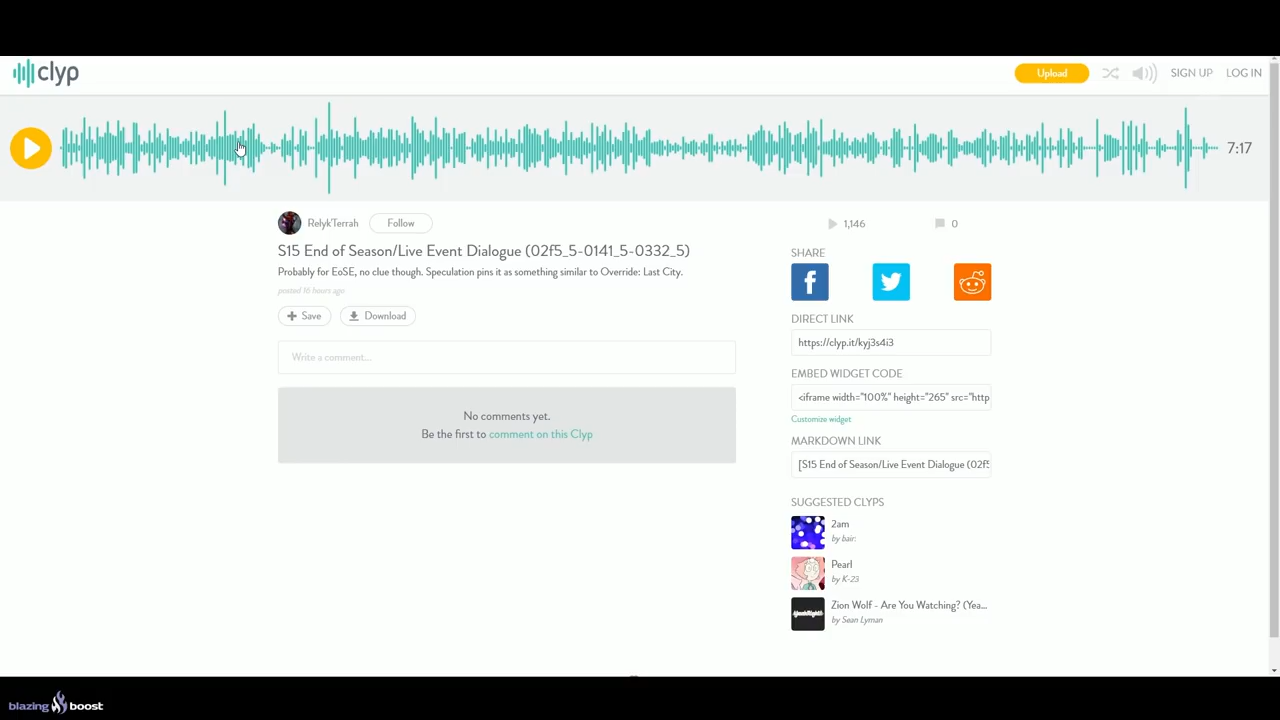 clyp
Upload
SIGN UP
LOG IN
7:17
Relyk'Terrah
Follow
1,146
0
S15 End of Season/Live Event Dialogue (02f5_5-0141_5-0332_5)
Probably for EoSE, no clue though. Speculation pins it as something similar to Override: Last City.
posted 16 hours ago
Save
Download
Write a comment...
No comments yet.
Be the first to comment on this Clyp
SHARE
DIRECT LINK
https://clyp.it/kyj3s4i3
EMBED WIDGET CODE
<iframe width="100%" height="265" src="http
Customize widget
MARKDOWN LINK
[S15 End of Season/Live Event Dialogue (02f5
SUGGESTED CLYPS
2am
by bair:
Pearl
by K-23
Zion Wolf - Are You Watching? (Yea...
by Sean Lyman
blazing boost